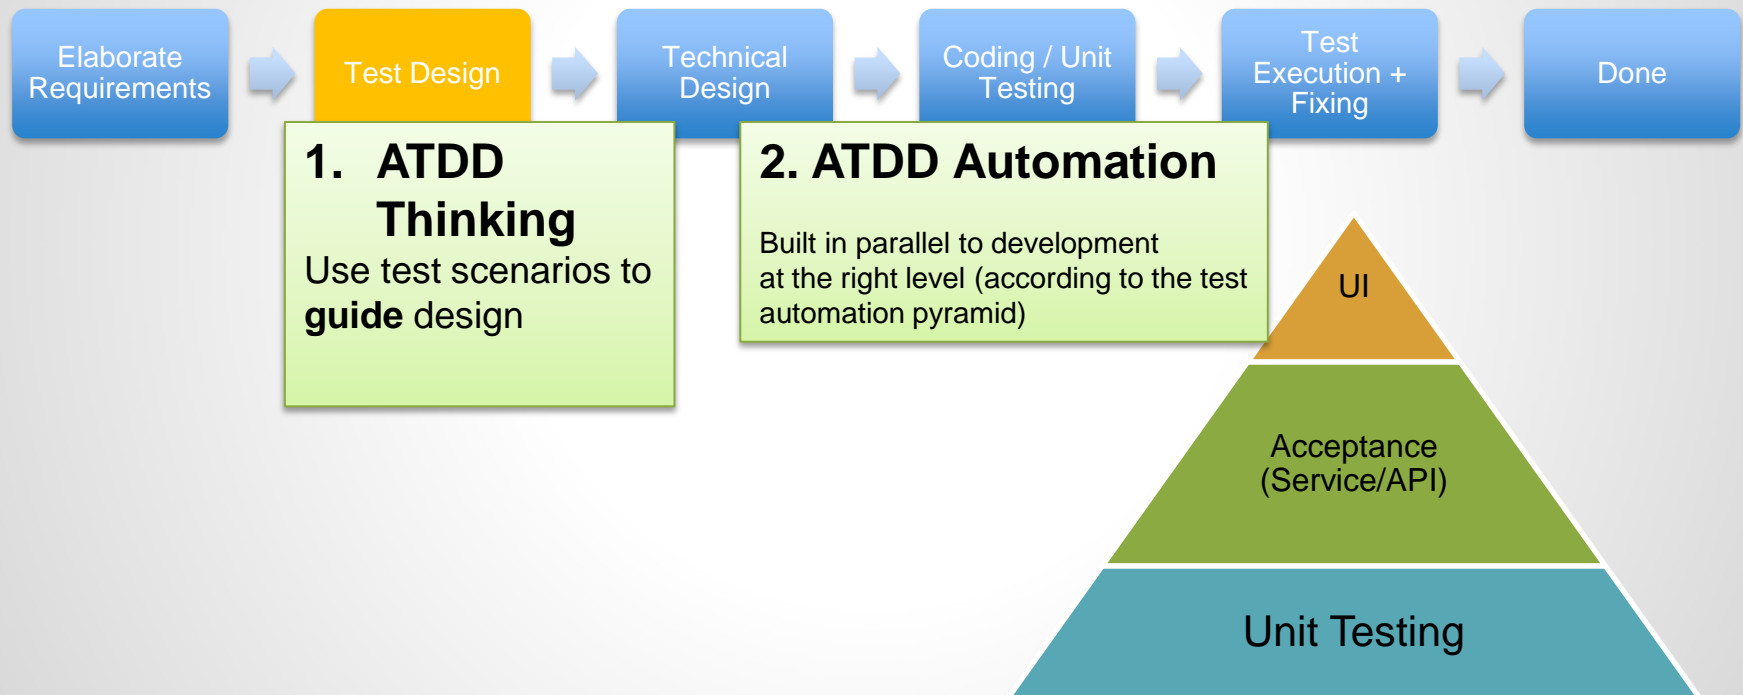 Elaborate
Requirements
Test Design
Technical
Design
Coding / Unit
Testing
Test
Execution +
Fixing
Done
1. ATDD
Thinking
Use test scenarios to
guide design
2. ATDD Automation
Built in parallel to development
at the right level (according to the test
automation pyramid)
UI
Acceptance
(Service/API)
Unit Testing